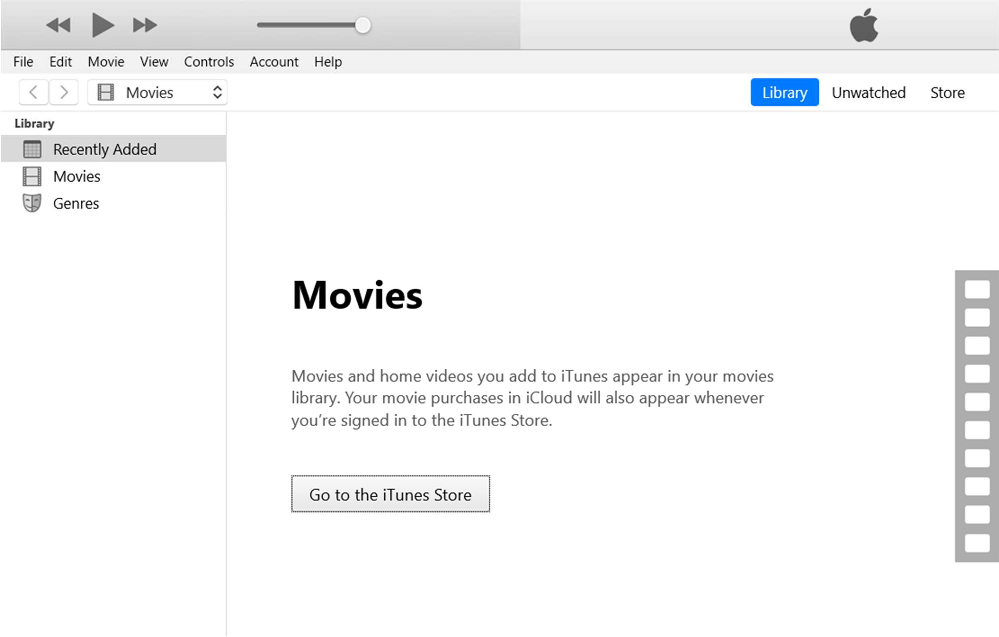 File Edit Movie View Controls Account Help
Movies
Library Unwatched Store
Library
Recently Added
Movies
Genres
Movies
Movies and home videos you add to iTunes appear in your movies
library. Your movie purchases in iCloud will also appear whenever
you’re signed in to the iTunes Store.
Go to the iTunes Store